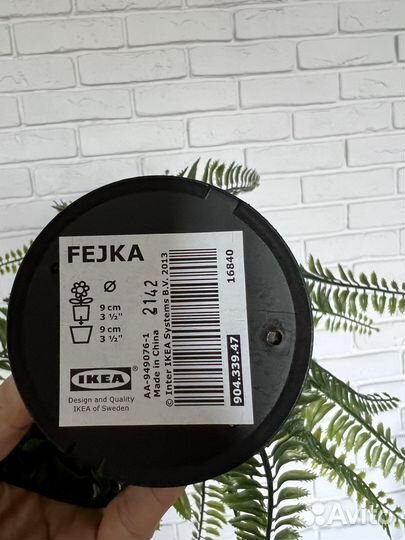 FEJKA
Ø
9 cm
3 ½"
9 cm
3 ½"
IKEA
Design and Quality
IKEA of Sweden
AA-949076-1
Made in China
© Inter IKEA Systems B.V. 2013
2142
16840
904.339.47
Avito